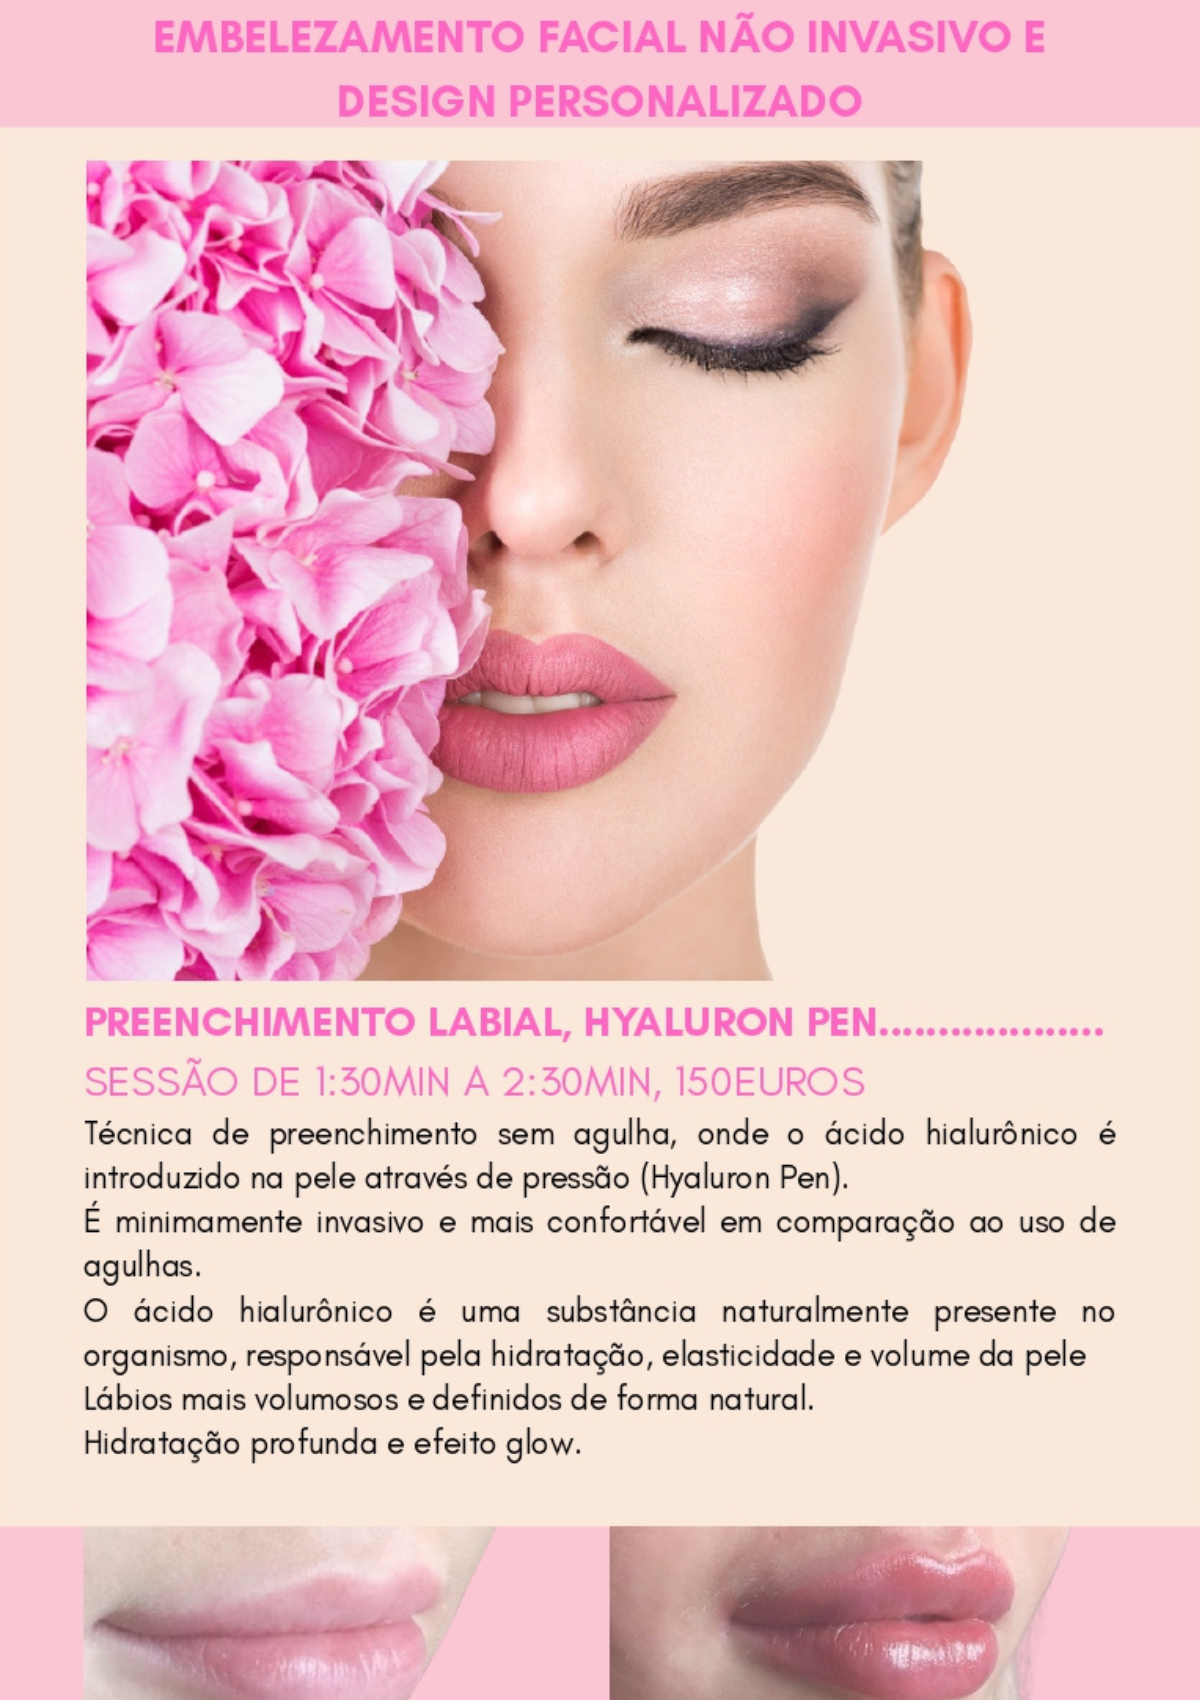 EMBELEZAMENTO FACIAL NÃO INVASIVO E
DESIGN PERSONALIZADO
PREENCHIMENTO LABIAL, HYALURON PEN...................
SESSÃO DE 1:30MIN A 2:30MIN, 150EUROS
Técnica de preenchimento sem agulha, onde o ácido hialurônico é
introduzido na pele através de pressão (Hyaluron Pen).
É minimamente invasivo e mais confortável em comparação ao uso de
agulhas.
O ácido hialurônico é uma substância naturalmente presente no
organismo, responsável pela hidratação, elasticidade e volume da pele
Lábios mais volumosos e definidos de forma natural.
Hidratação profunda e efeito glow.